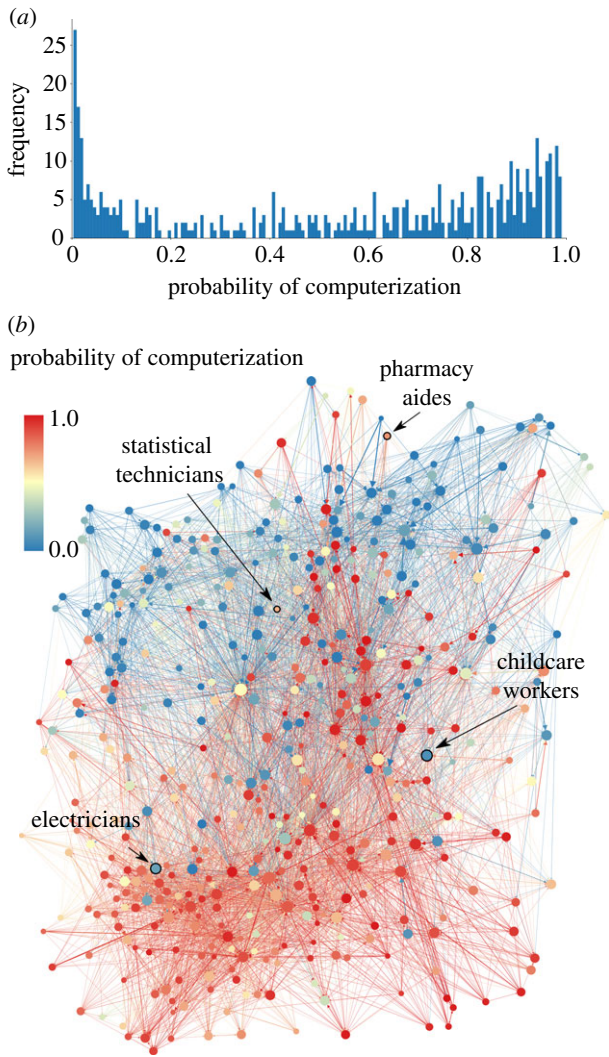 (a)
25
20
15
10
5
0
frequency
0 0.2 0.4 0.6 0.8 1.0
probability of computerization
(b)
probability of computerization
1.0
0.0
pharmacy
aides
statistical
technicians
childcare
workers
electricians